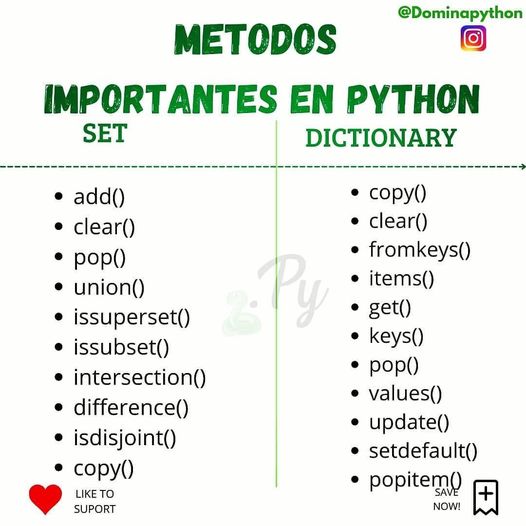 @Dominapython
METODOS
IMPORTANTES EN PYTHON
SET
add()
clear()
pop()
union()
issuperset()
issubset()
intersection()
difference()
isdisjoint()
copy()
DICTIONARY
copy()
clear()
fromkeys()
items()
get()
keys()
pop()
values()
update()
setdefault()
popitem()
.Py
LIKE TO
SUPORT
SAVE
NOW!